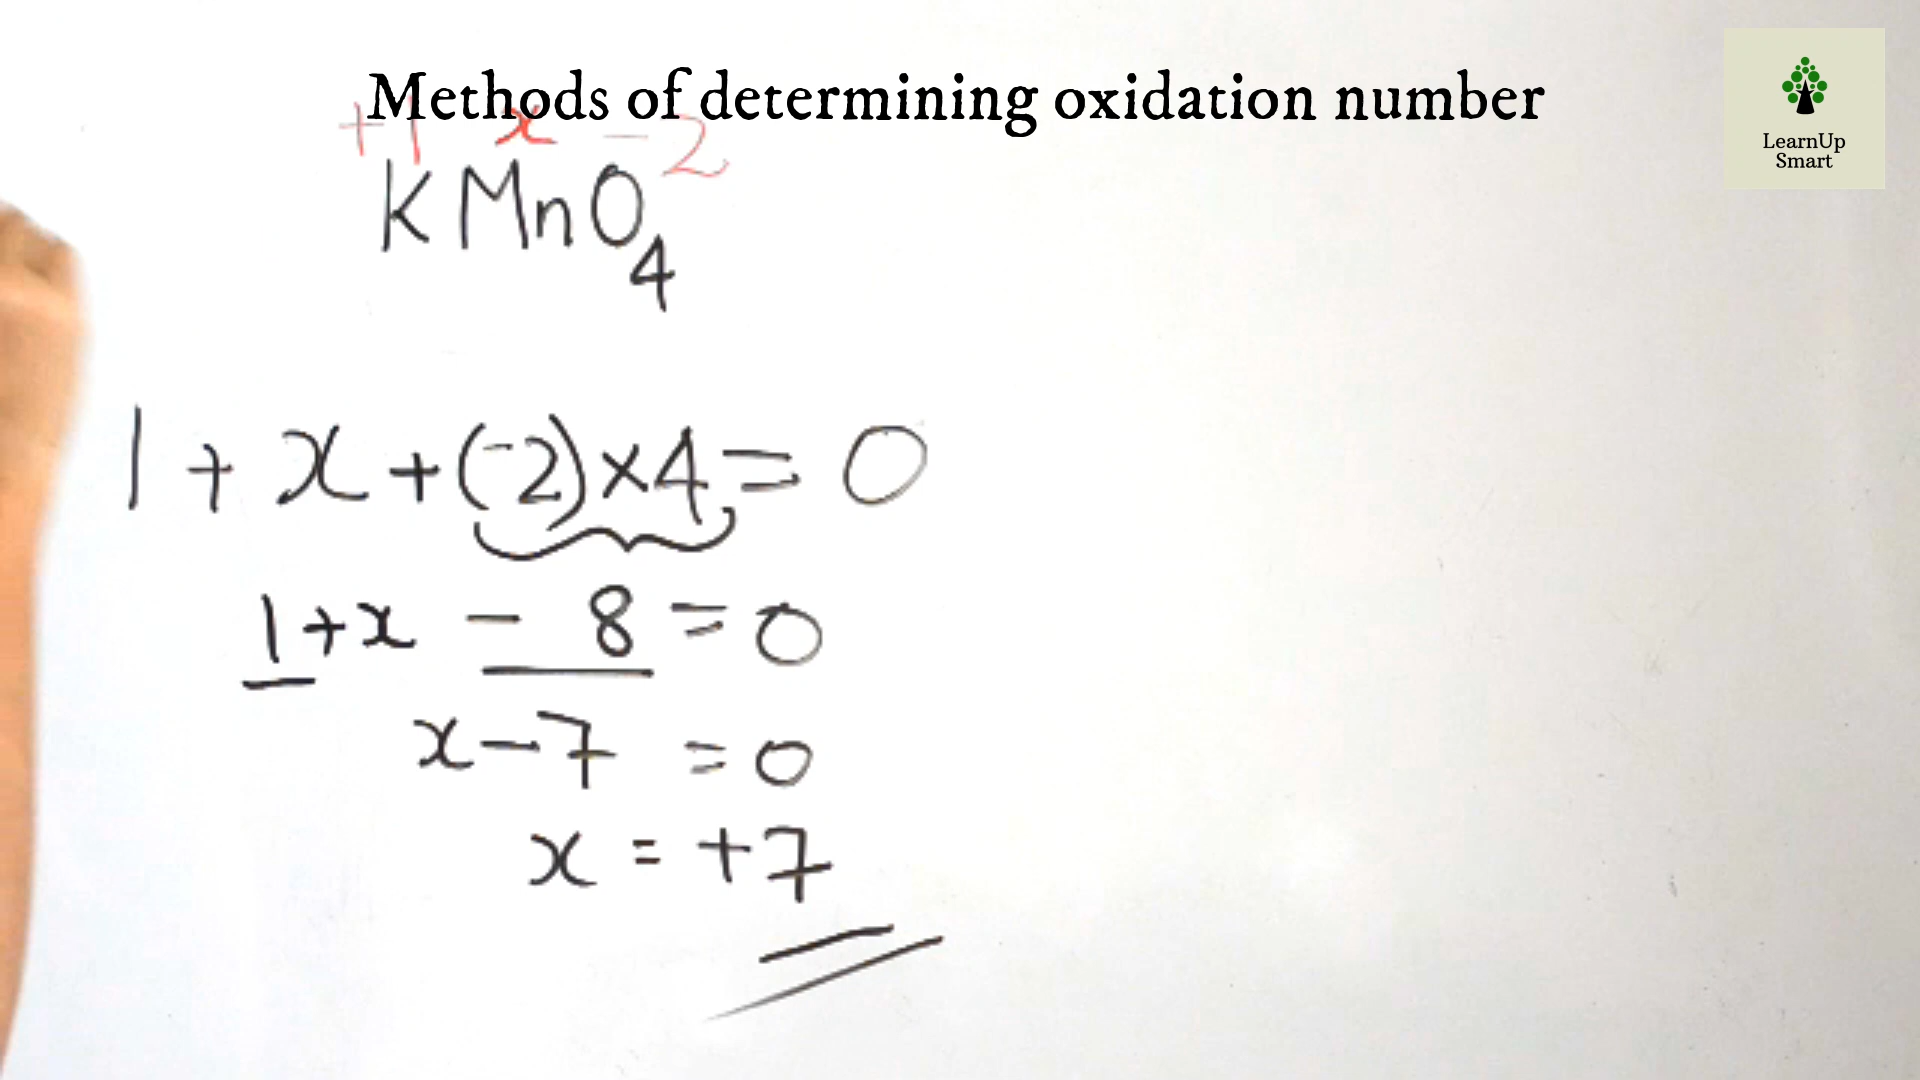 Methods of determining oxidation number
LearnUp
Smart
+1 x -2
KMnO4
1 + x + (-2) × 4 = 0
1 + x - 8 = 0
x - 7 = 0
x = +7